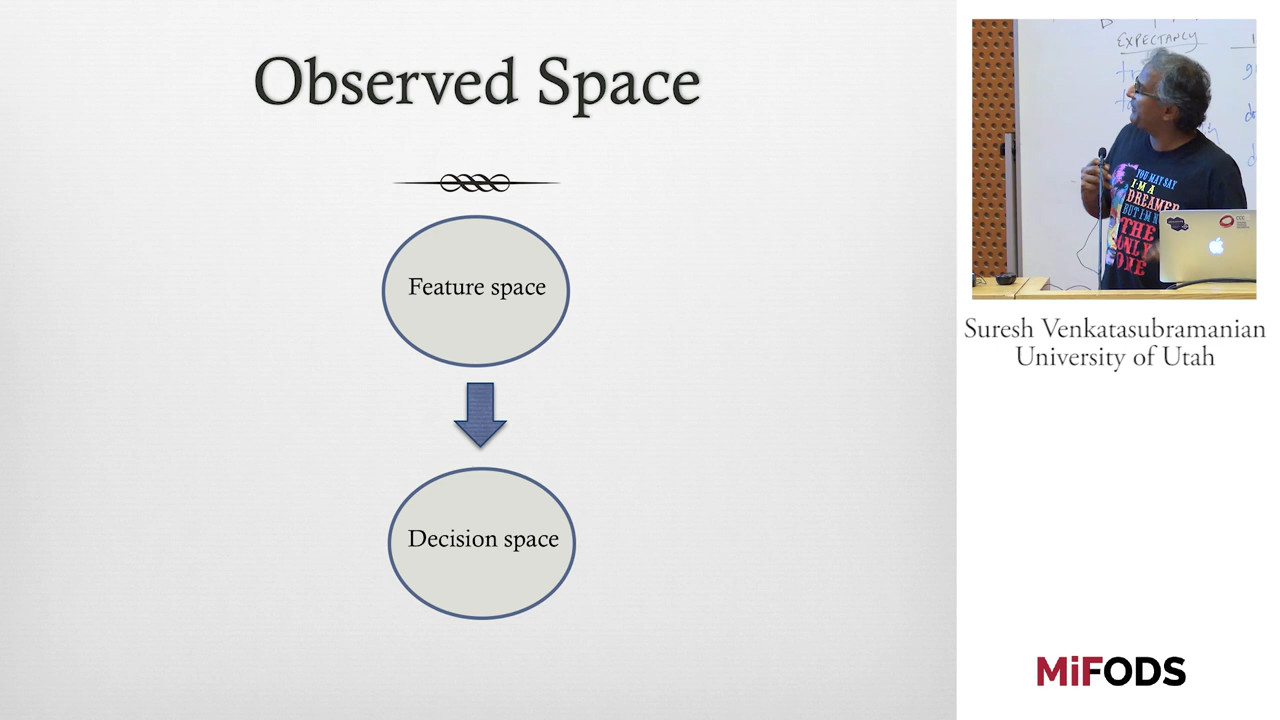 Observed Space
Feature space
Decision space
EXPECTANCY
YOU MAY SAY
I'M A
DREAMER
BUT I'M
THE
ONLY
ONE
Suresh Venkatasubramanian
University of Utah
MiFODS